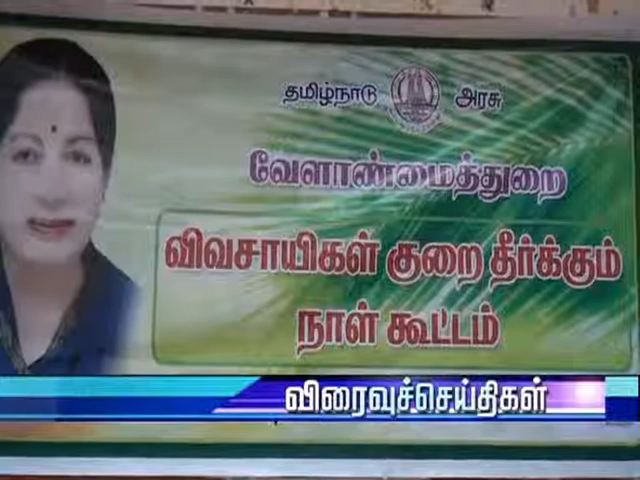 தமிழ்நாடு அரசு
வேளாண்மைத்துறை
விவசாயிகள் குறை தீர்க்கும்
நாள் கூட்டம்
விரைவுச்செய்திகள்